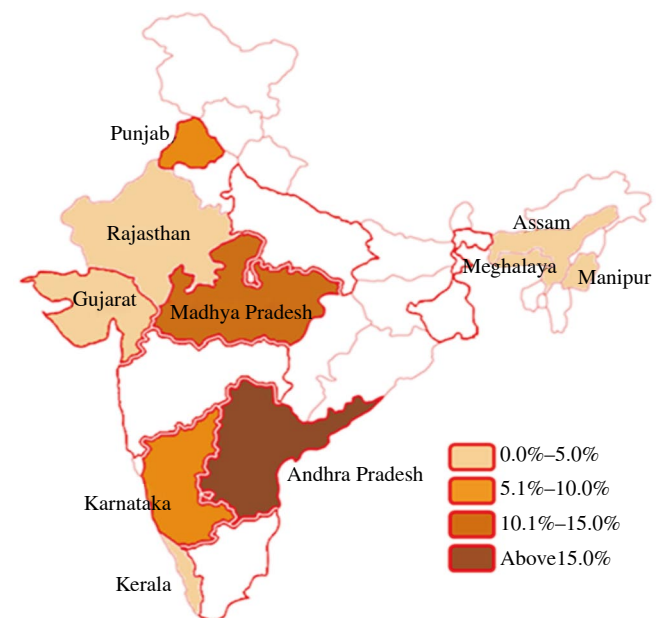 Punjab
Assam
Rajasthan
Meghalaya
Manipur
Gujarat
Madhya Pradesh
0.0%–5.0%
Andhra Pradesh
5.1%–10.0%
Karnataka
10.1%–15.0%
Above15.0%
Kerala